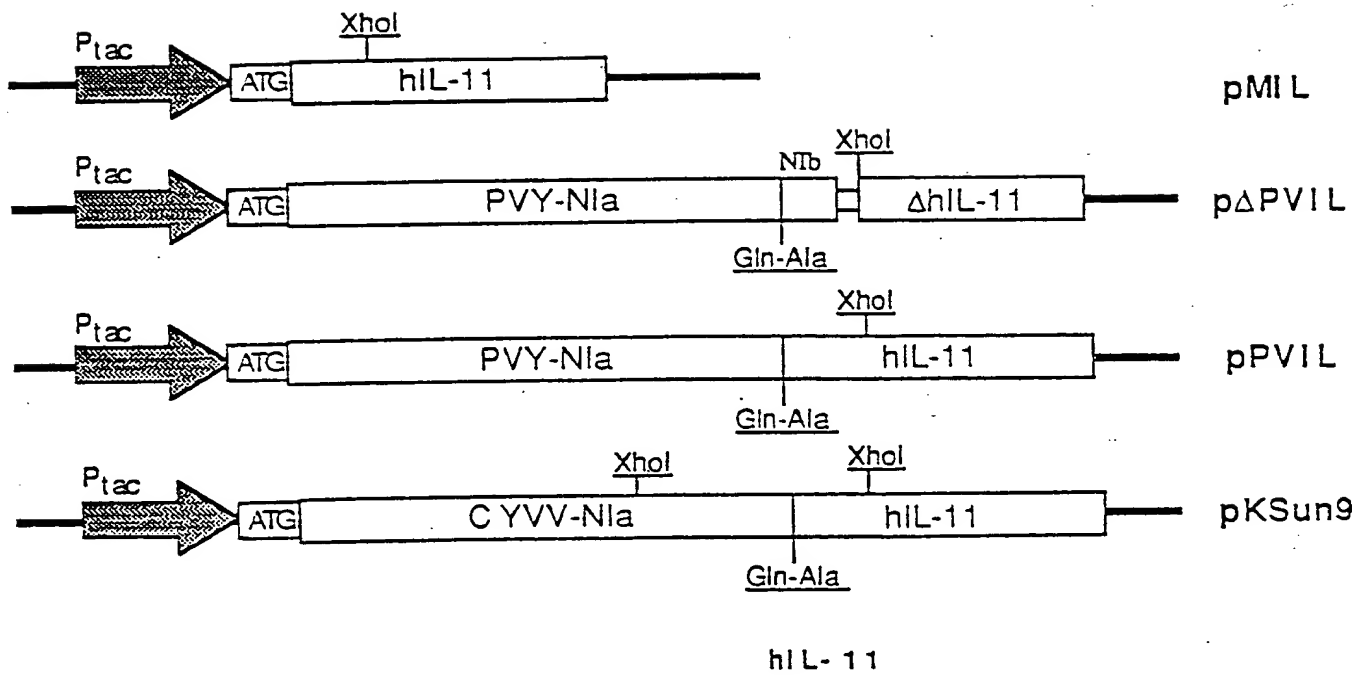 XhoI
Ptac
ATG
hIL-11
pMIL
XhoI
Ptac
NIb
ATG
PVY-NIa
ΔhIL-11
pΔPVIL
Gln-Ala
XhoI
Ptac
ATG
PVY-NIa
hIL-11
pPVIL
Gln-Ala
XhoI
XhoI
Ptac
ATG
CYVV-NIa
hIL-11
pKSun9
Gln-Ala
hIL-11